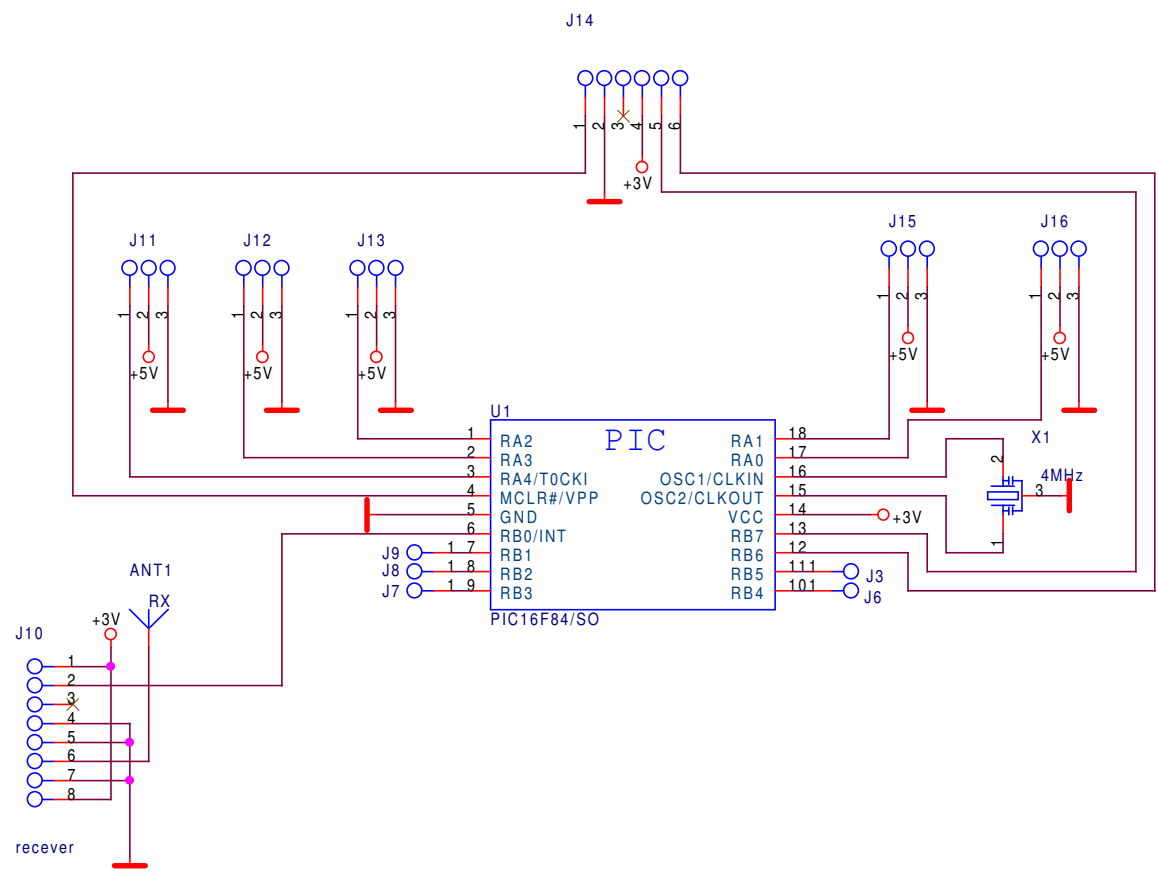 J14
1 2 3 4 5 6
+3V
J15 J16
J11 J12 J13
1 2 3 1 2 3
1 2 3 1 2 3 1 2 3
+5V +5V
+5V +5V +5V
U1
PIC
X1
1 RA2 RA1 18
2 RA3 RA0 17
2
3 RA4/T0CKI OSC1/CLKIN 16
4MHz
4 MCLR#/VPP OSC2/CLKOUT 15
3
5 GND VCC 14
+3V
6 RB0/INT RB7 13
1
J9 1 7 RB1 RB6 12
J8 1 8 RB2 RB5 11 1 J3
J7 1 9 RB3 RB4 10 1 J6
PIC16F84/SO
ANT1
RX
+3V
J10
1
2
3
4
5
6
7
8
recever